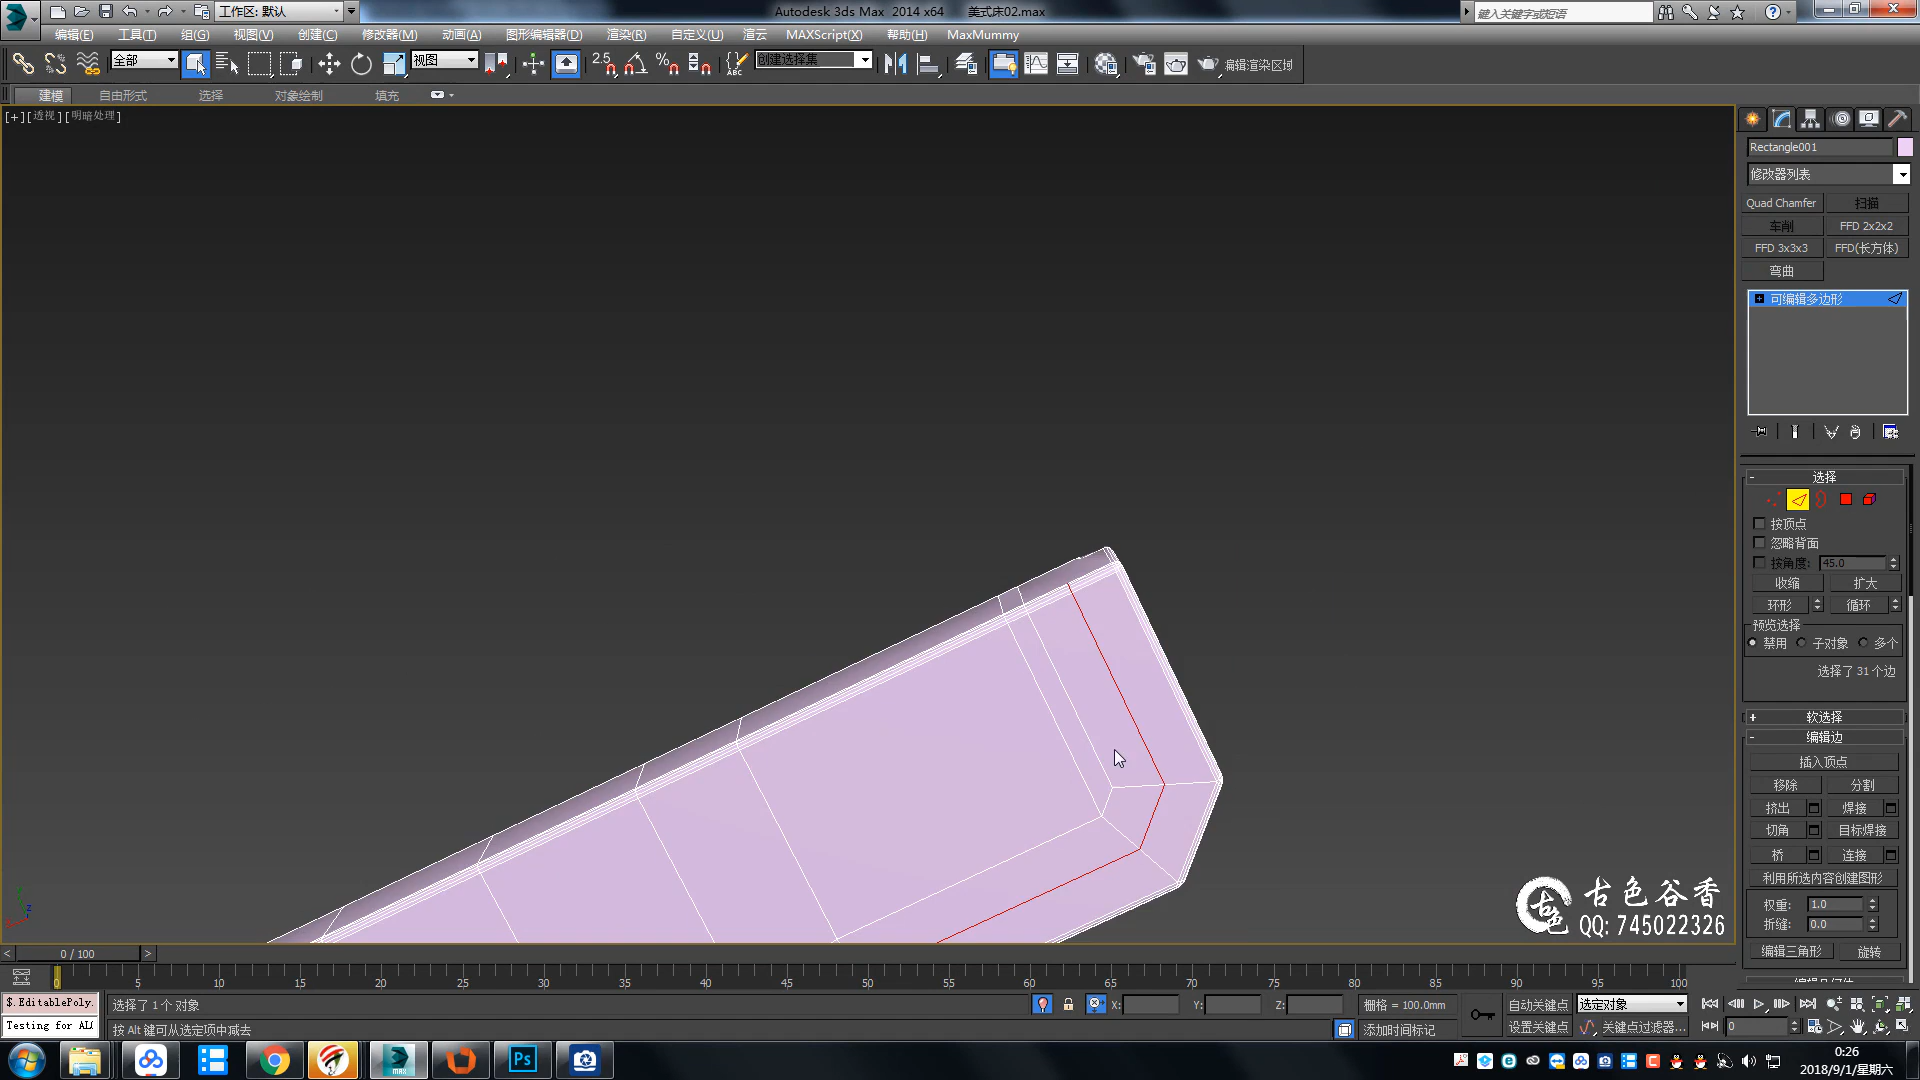 工作区: 默认
Autodesk 3ds Max  2014 x64    美式床02.max
键入关键字或短语
编辑(E) 工具(T) 组(G) 视图(V) 创建(C) 修改器(M) 动画(A) 图形编辑器(D) 渲染(R) 自定义(U) 渲云 MAXScript(X) 帮助(H) MaxMummy
全部 视图 2.5 ABC 创建选择集 编辑渲染区域
建模 自由形式 选择 对象绘制 填充
[+][透视][明暗处理]
Rectangle001
修改器列表
Quad Chamfer 扫描
车削 FFD 2x2x2
FFD 3x3x3 FFD(长方体)
弯曲
可编辑多边形
选择
按顶点
忽略背面
按角度: 45.0
收缩 扩大
环形 循环
预览选择
禁用 子对象 多个
选择了 31 个边
软选择
编辑边
插入顶点
移除 分割
挤出 焊接
切角 目标焊接
桥 连接
利用所选内容创建图形
权重: 1.0
折缝: 0.0
编辑三角形 旋转
古色
古色谷香
QQ: 745022326
0 / 100
0 5 10 15 20 25 30 35 40 45 50 55 60 65 70 75 80 85 90 95 100
$.EditablePoly.
选择了 1 个 对象
X: Y: Z: 栅格 = 100.0mm
自动关键点 选定对象
Testing for ALL
按 Alt 键可从选定项中减去
添加时间标记
设置关键点 关键点过滤器...
0
MAX
Ps
0:26
2018/9/1/星期六